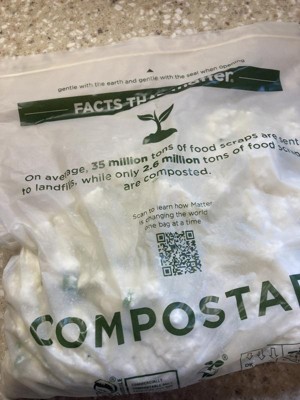 gentle with the earth and gentle with the seal when opening
FACTS THAT matter.
On average, 35 million tons of food scraps are sent
to landfills, while only 2.6 million tons of food
are composted.
Scan to learn how Matter
is changing the world
one bag at a time
COMPOSTA
COMMERCIALLY